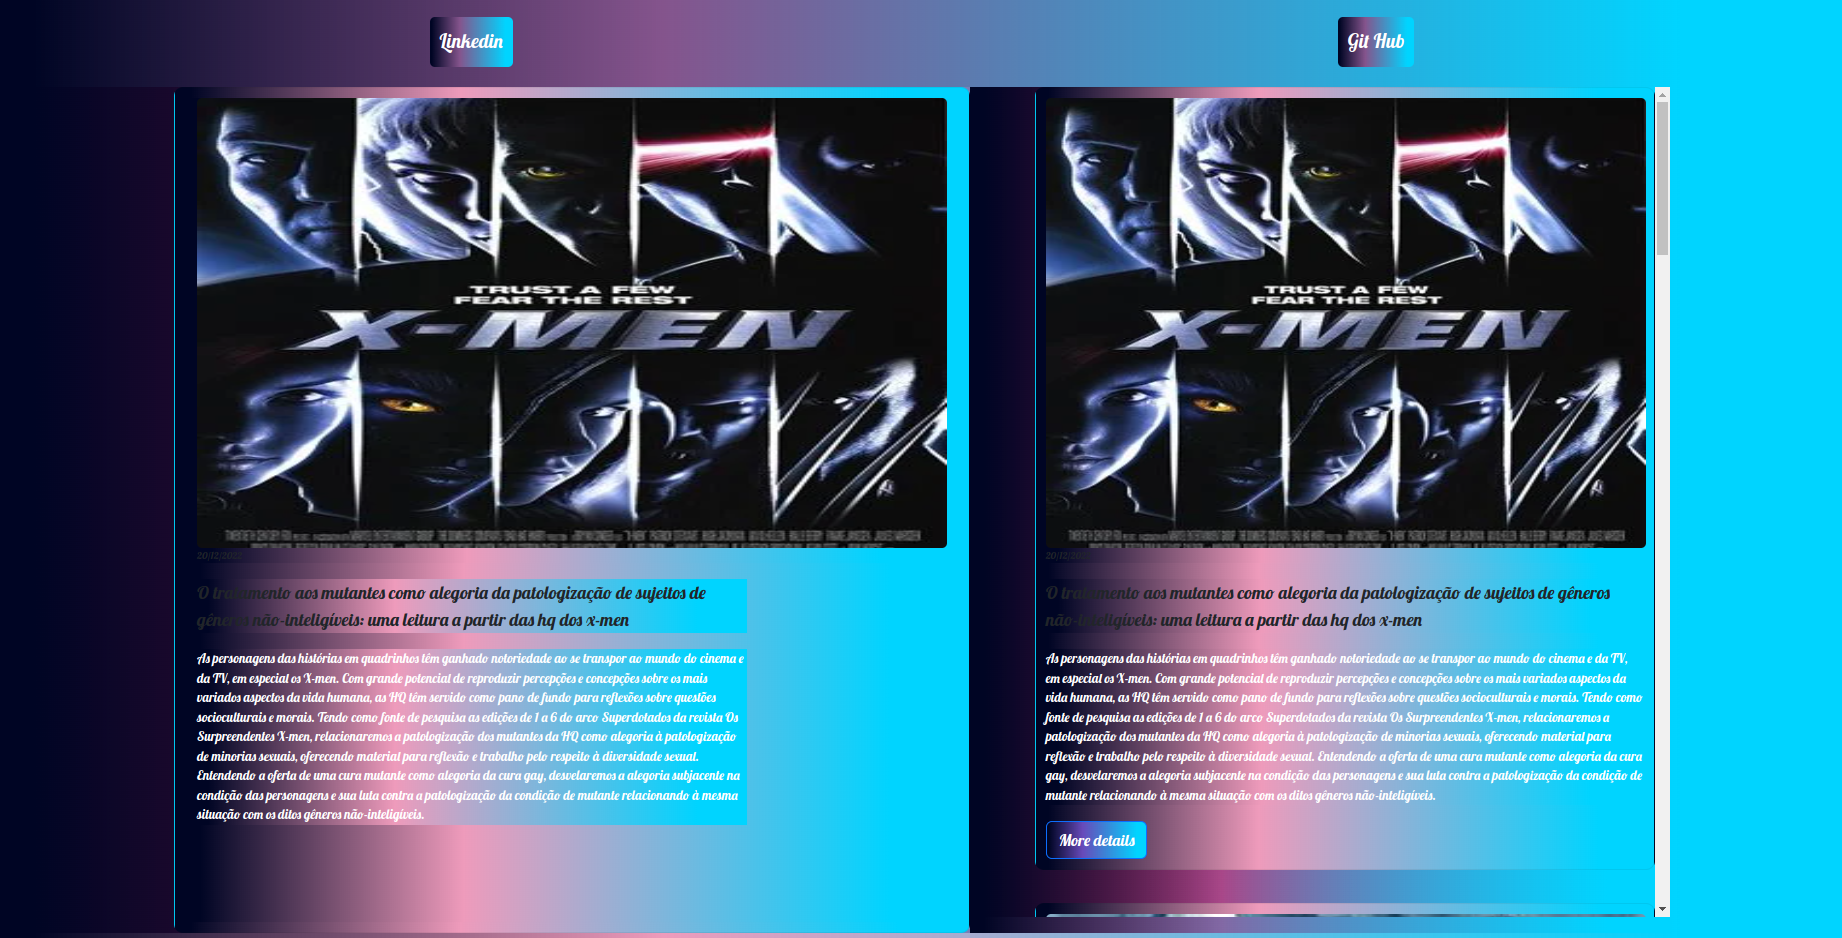 Linkedin
Git Hub
TRUST A FEW
FEAR THE REST
X-MEN
20/12/2022
O tratamento aos mutantes como alegoria da patologização de sujeitos de
gêneros não-inteligíveis: uma leitura a partir das hq dos x-men
As personagens das histórias em quadrinhos têm ganhado notoriedade ao se transpor ao mundo do cinema e
da TV, em especial os X-men. Com grande potencial de reproduzir percepções e concepções sobre os mais
variados aspectos da vida humana, as HQ têm servido como pano de fundo para reflexões sobre questões
socioculturais e morais. Tendo como fonte de pesquisa as edições de 1 a 6 do arco Superdotados da revista Os
Surpreendentes X-men, relacionaremos a patologização dos mutantes da HQ como alegoria à patologização
de minorias sexuais, oferecendo material para reflexão e trabalho pelo respeito à diversidade sexual.
Entendendo a oferta de uma cura mutante como alegoria da cura gay, desvelaremos a alegoria subjacente na
condição das personagens e sua luta contra a patologização da condição de mutante relacionando à mesma
situação com os ditos gêneros não-inteligíveis.
TRUST A FEW
FEAR THE REST
X-MEN
O tratamento aos mutantes como alegoria da patologização de sujeitos de gêneros
não-inteligíveis: uma leitura a partir das hq dos x-men
As personagens das histórias em quadrinhos têm ganhado notoriedade ao se transpor ao mundo do cinema e da TV,
em especial os X-men. Com grande potencial de reproduzir percepções e concepções sobre os mais variados aspectos da
vida humana, as HQ têm servido como pano de fundo para reflexões sobre questões socioculturais e morais. Tendo como
fonte de pesquisa as edições de 1 a 6 do arco Superdotados da revista Os Surpreendentes X-men, relacionaremos a
patologização dos mutantes da HQ como alegoria à patologização de minorias sexuais, oferecendo material para
reflexão e trabalho pelo respeito à diversidade sexual. Entendendo a oferta de uma cura mutante como alegoria da cura
gay, desvelaremos a alegoria subjacente na condição das personagens e sua luta contra a patologização da condição de
mutante relacionando à mesma situação com os ditos gêneros não-inteligíveis.
More details